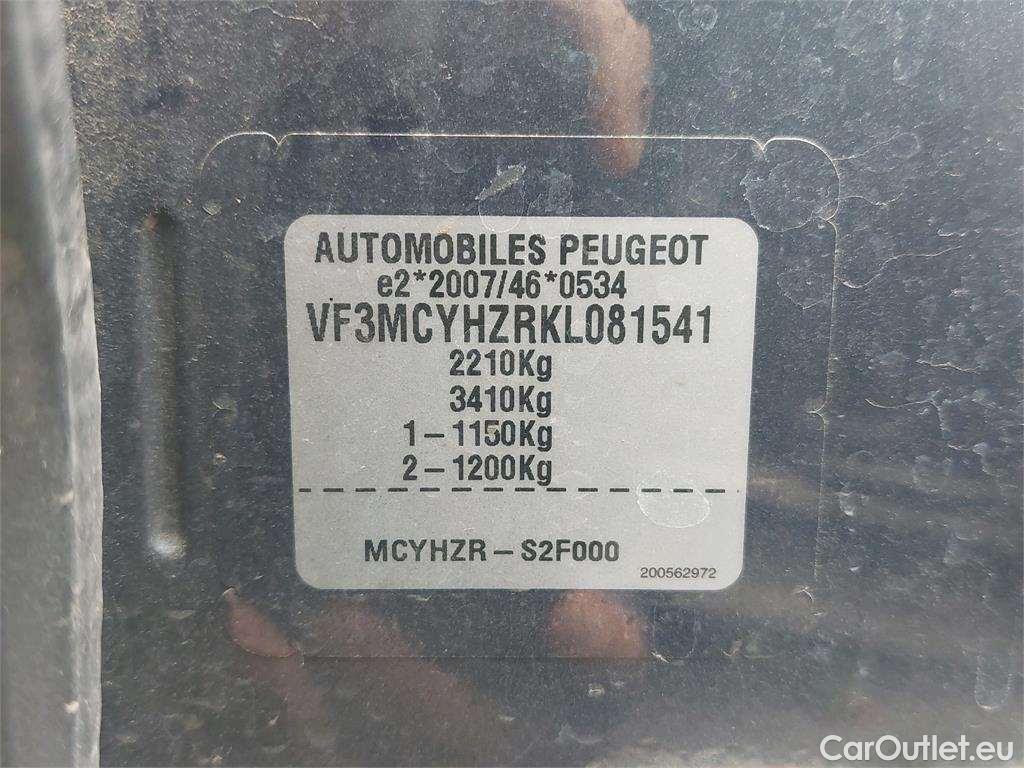 AUTOMOBILES PEUGEOT
e2*2007/46*0534
VF3MCYHZRKL081541
2210Kg
3410Kg
1-1150Kg
2-1200Kg
MCYHZR-S2F000
200562972
CarOutlet.eu